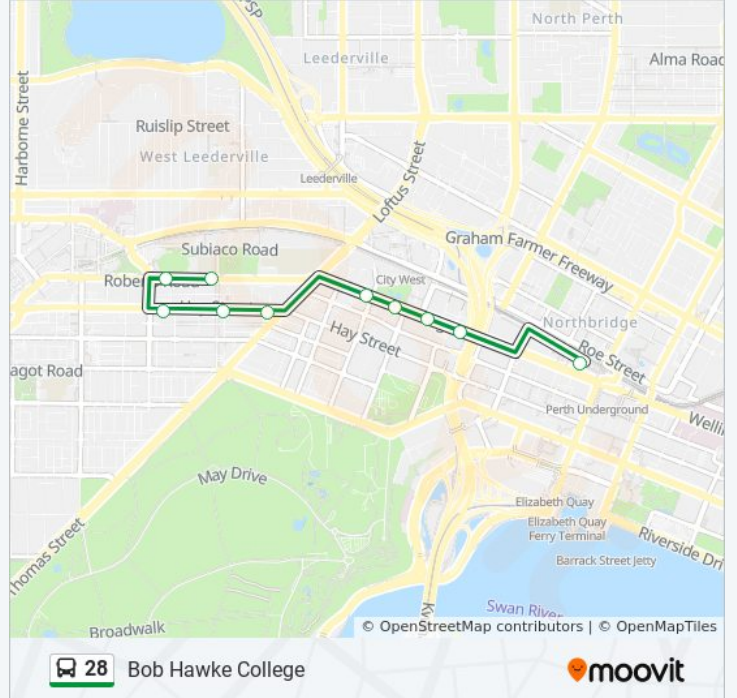 SP
North Perth
Leederville
Alma Road
Harborne Street
Ruislip Street
West Leederville
Leederville
Loftus Street
Subiaco Road
Graham Farmer Freeway
City West
Hay Street
Northbridge
Roe Street
agot Road
Perth Underground
Welli
May Drive
Elizabeth Quay
Elizabeth Quay
Ferry Terminal
Riverside Dri
Barrack Street Jetty
Thomas Street
Swan River
Kw
Broadwalk
© OpenStreetMap contributors | © OpenMapTiles
28 Bob Hawke College
moovit